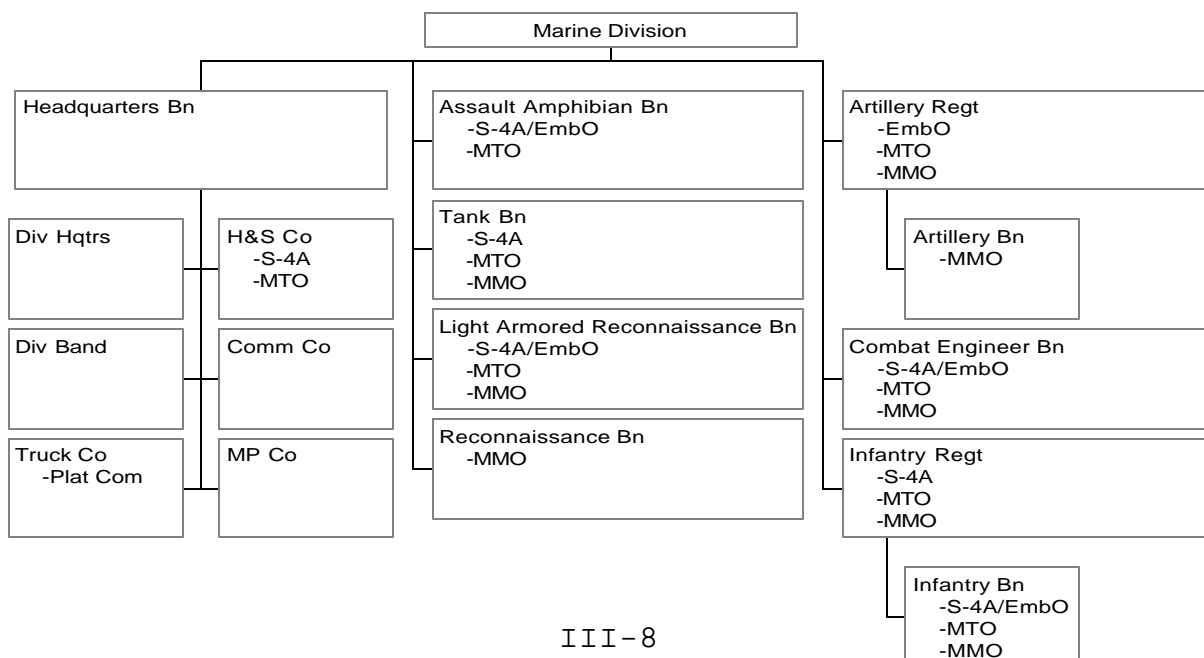 Marine Division
Headquarters Bn
Div Hqtrs
H&S Co
-S-4A
-MTO
Div Band
Comm Co
Truck Co
-Plat Com
MP Co
Assault Amphibian Bn
-S-4A/EmbO
-MTO
Tank Bn
-S-4A
-MTO
-MMO
Light Armored Reconnaissance Bn
-S-4A/EmbO
-MTO
-MMO
Reconnaissance Bn
-MMO
Artillery Regt
-EmbO
-MTO
-MMO
Artillery Bn
-MMO
Combat Engineer Bn
-S-4A/EmbO
-MTO
-MMO
Infantry Regt
-S-4A
-MTO
-MMO
Infantry Bn
-S-4A/EmbO
-MTO
-MMO
III-8